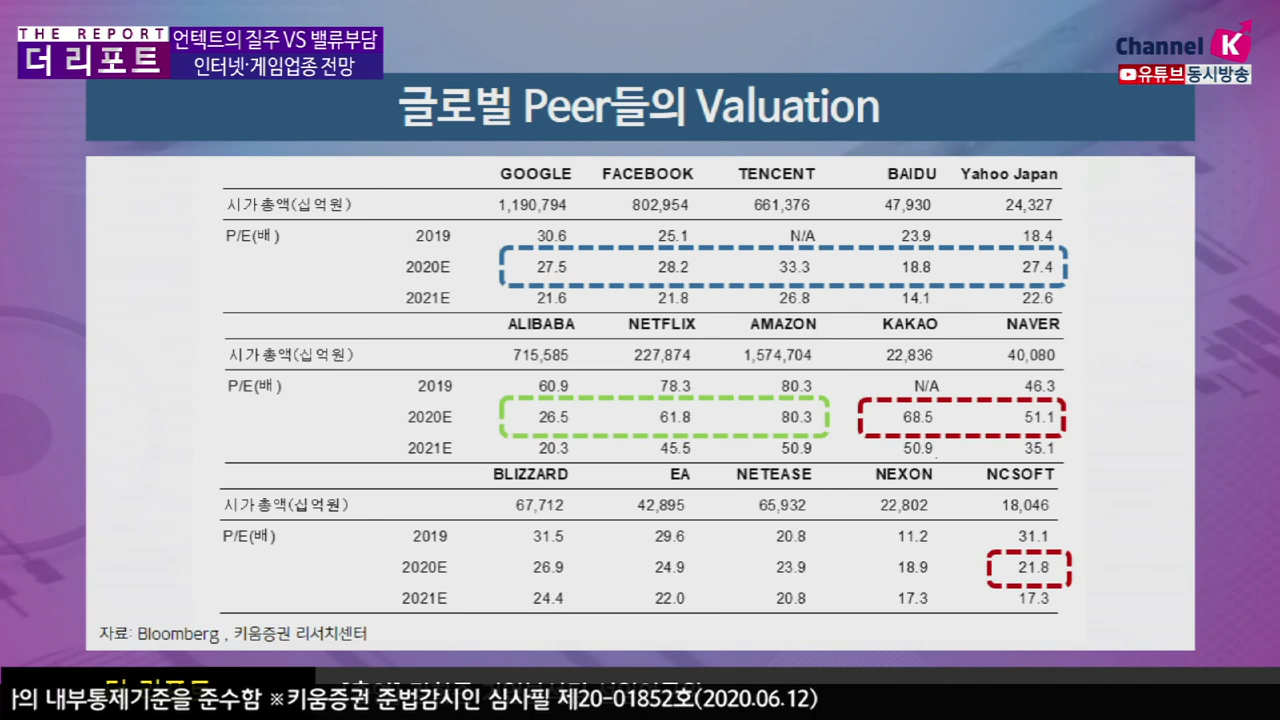 THE REPORT
더 리포트
언텍트의 질주 VS 밸류부담
인터넷·게임업종 전망
Channel K
유튜브동시방송
글로벌 Peer들의 Valuation
GOOGLE FACEBOOK TENCENT BAIDU Yahoo Japan
시가총액(십억원) 1,190,794 802,954 661,376 47,930 24,327
P/E(배) 2019 30.6 25.1 N/A 23.9 18.4
2020E 27.5 28.2 33.3 18.8 27.4
2021E 21.6 21.8 26.8 14.1 22.6
ALIBABA NETFLIX AMAZON KAKAO NAVER
시가총액(십억원) 715,585 227,874 1,574,704 22,836 40,080
P/E(배) 2019 60.9 78.3 80.3 N/A 46.3
2020E 26.5 61.8 80.3 68.5 51.1
2021E 20.3 45.5 50.9 50.9 35.1
BLIZZARD EA NETEASE NEXON NCSOFT
시가총액(십억원) 67,712 42,895 65,932 22,802 18,046
P/E(배) 2019 31.5 29.6 20.8 11.2 31.1
2020E 26.9 24.9 23.9 18.9 21.8
2021E 24.4 22.0 20.8 17.3 17.3
자료: Bloomberg , 키움증권 리서치센터
의 내부통제기준을 준수함 ※키움증권 준법감시인 심사필 제20-01852호(2020.06.12)